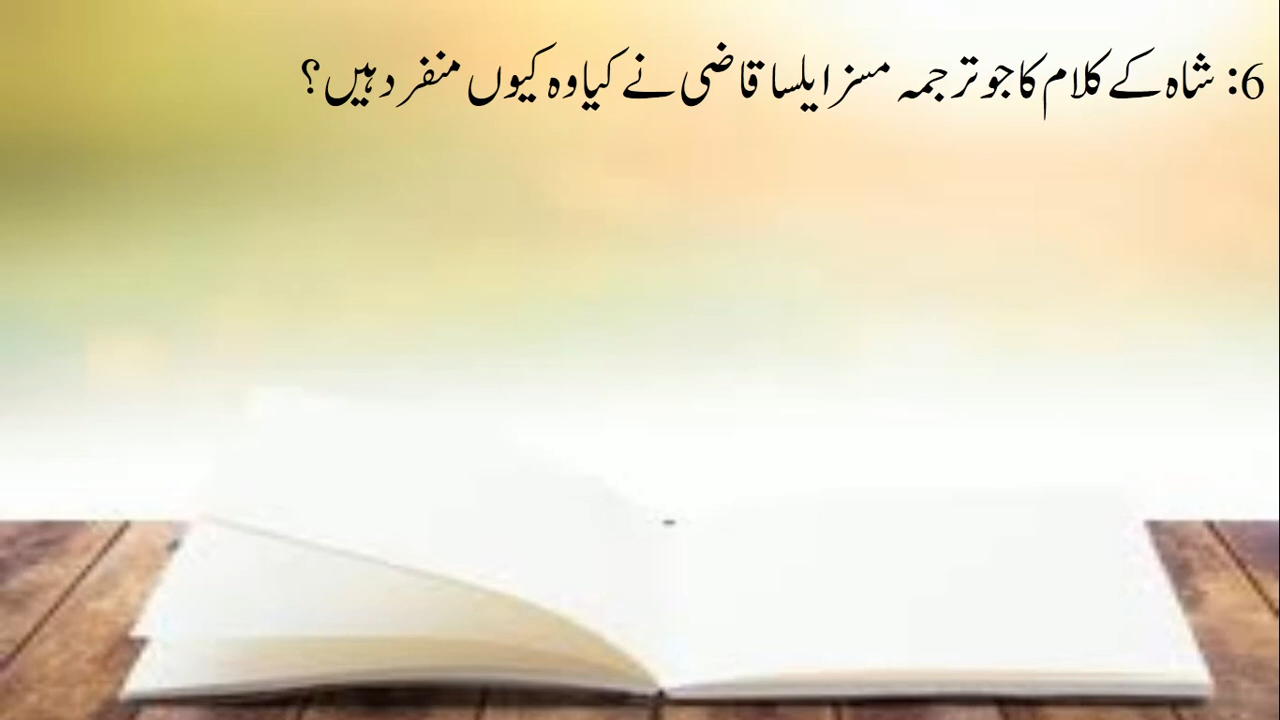 6: شاہ کے کلام کا جو ترجمہ مسز ایلسا قاضی نے کیا وہ کیوں منفرد ہیں؟